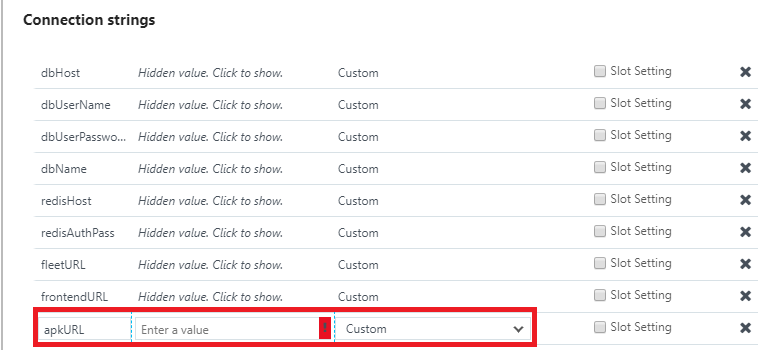 Connection strings
dbHost Hidden value. Click to show. Custom Slot Setting
dbUserName Hidden value. Click to show. Custom Slot Setting
dbUserPasswo... Hidden value. Click to show. Custom Slot Setting
dbName Hidden value. Click to show. Custom Slot Setting
redisHost Hidden value. Click to show. Custom Slot Setting
redisAuthPass Hidden value. Click to show. Custom Slot Setting
fleetURL Hidden value. Click to show. Custom Slot Setting
frontendURL Hidden value. Click to show. Custom Slot Setting
apkURL Enter a value ! Custom Slot Setting